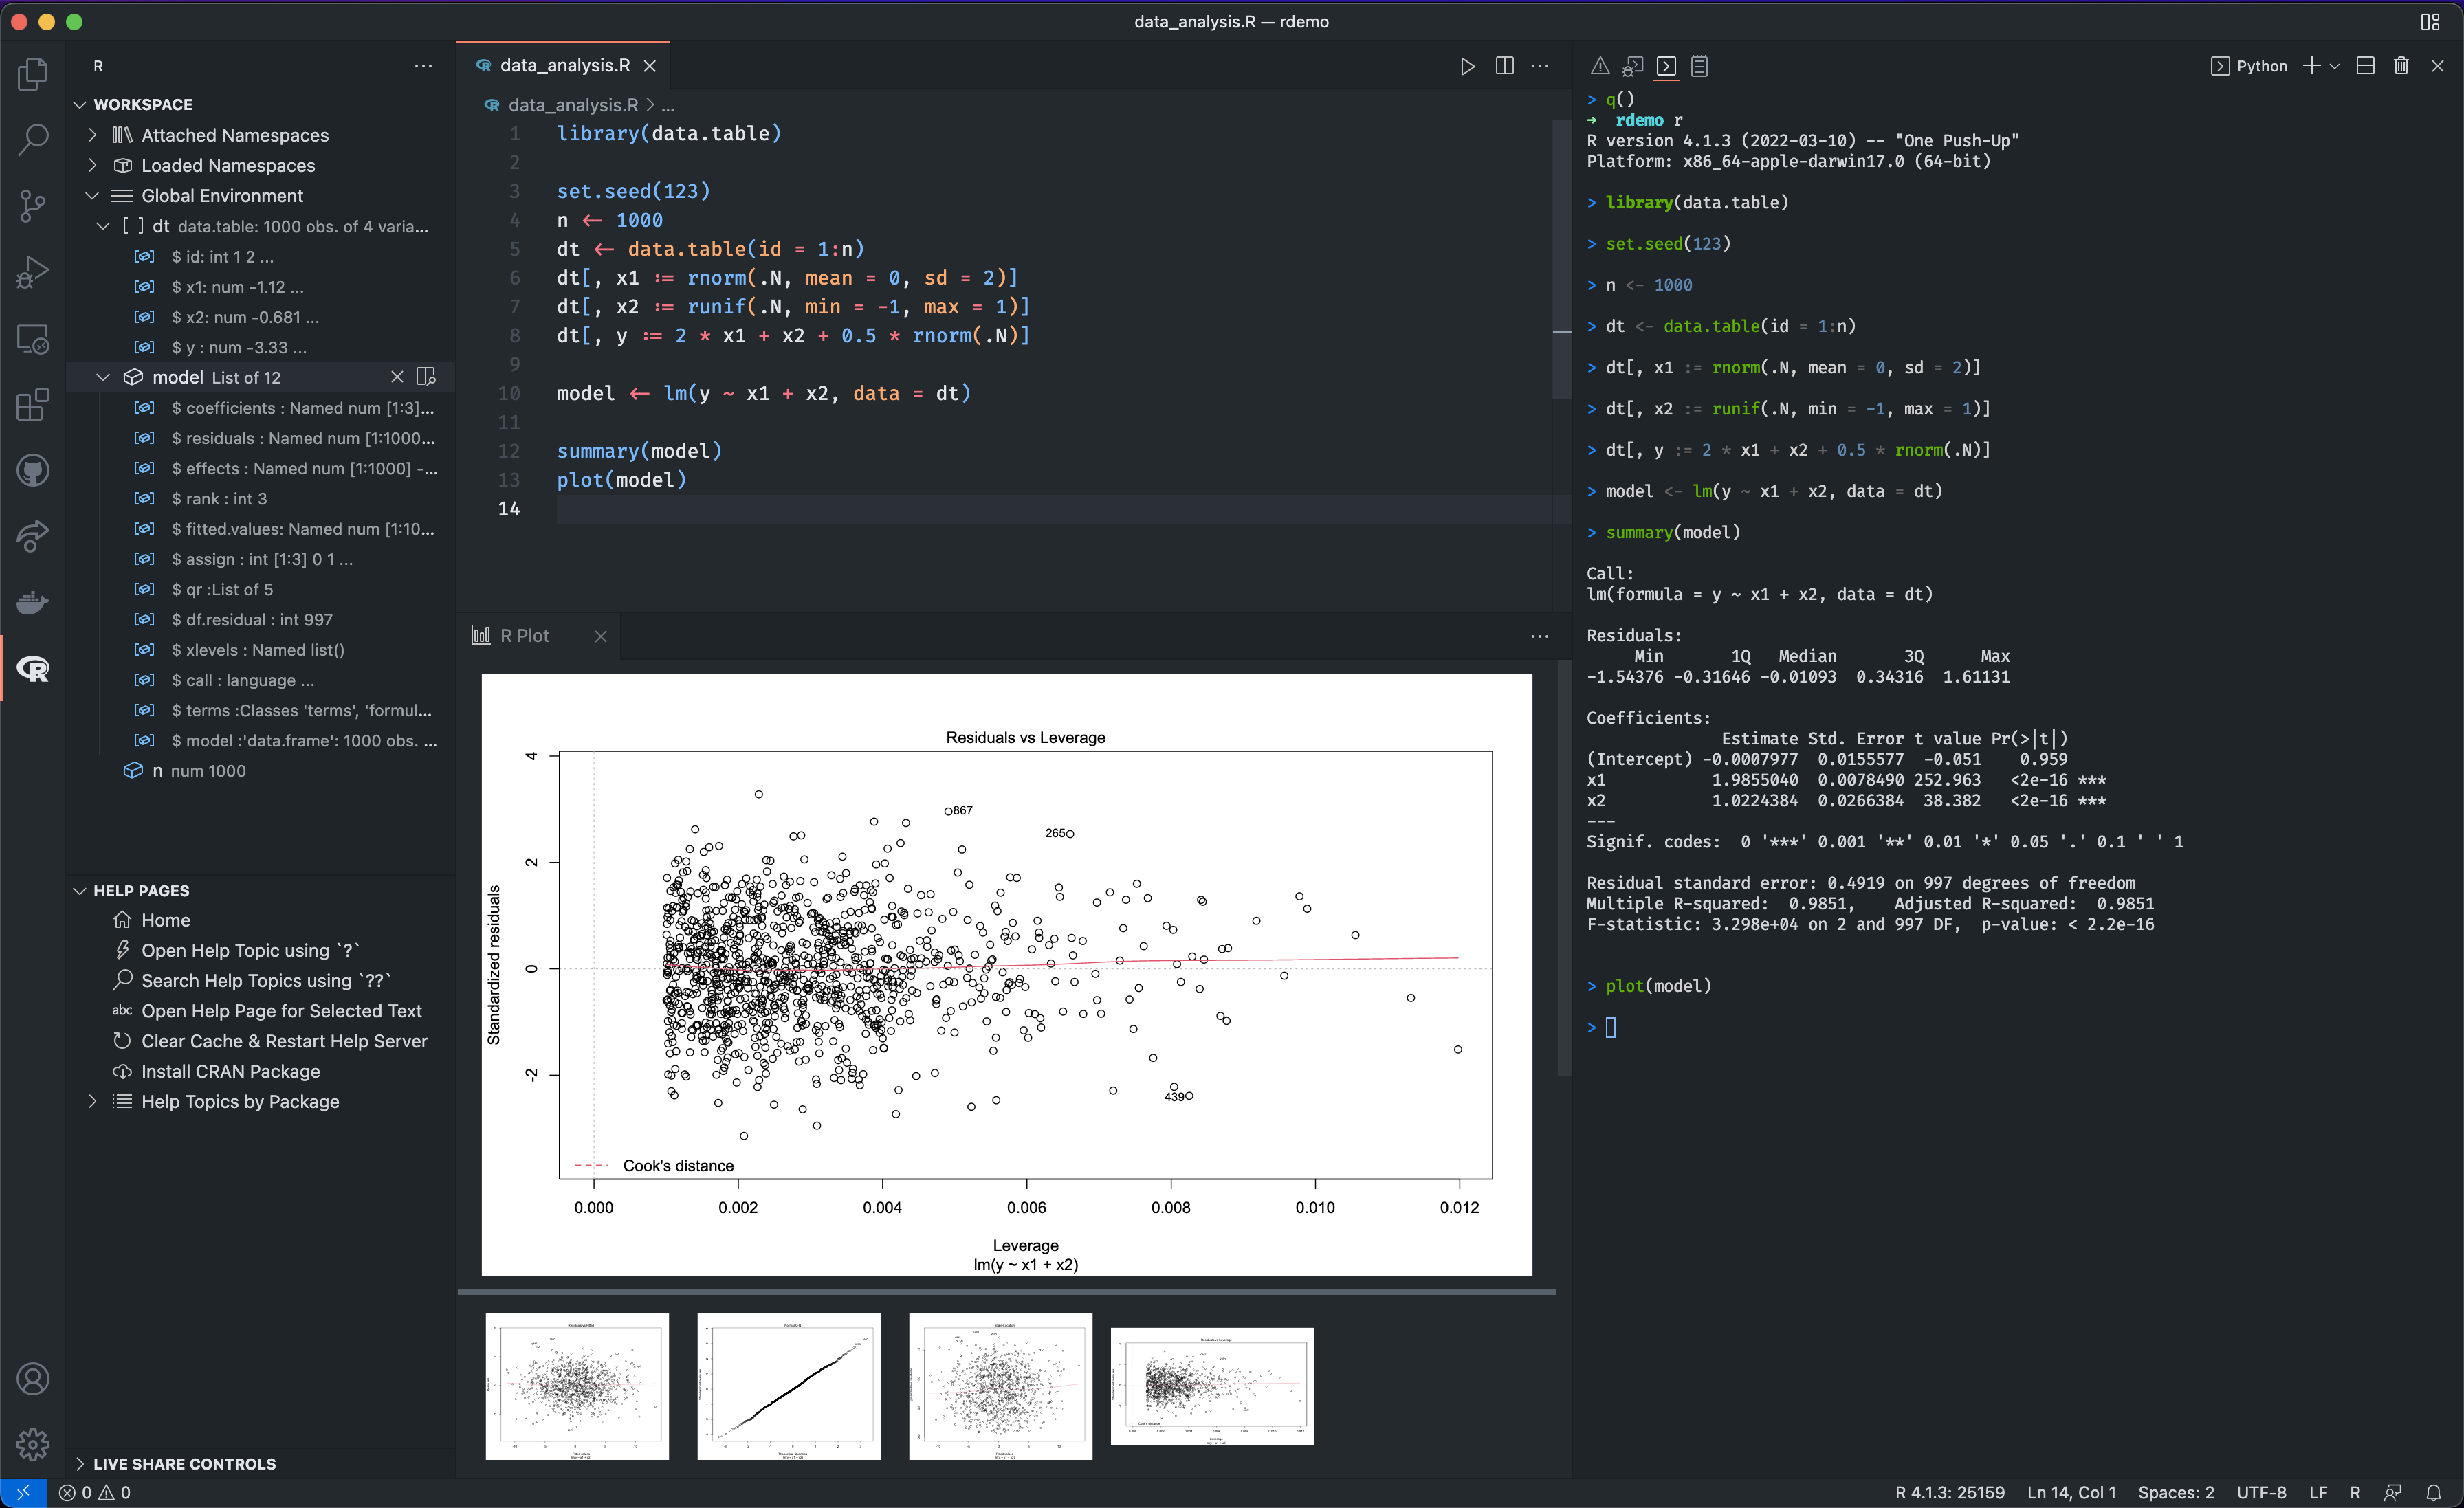 data_analysis.R — rdemo
R
WORKSPACE
Attached Namespaces
Loaded Namespaces
Global Environment
dt data.table: 1000 obs. of 4 varia...
$ id: int 1 2 ...
$ x1: num -1.12 ...
$ x2: num -0.681 ...
$ y : num -3.33 ...
model List of 12
$ coefficients : Named num [1:3]...
$ residuals : Named num [1:1000...
$ effects : Named num [1:1000] -...
$ rank : int 3
$ fitted.values: Named num [1:10...
$ assign : int [1:3] 0 1 ...
$ qr :List of 5
$ df.residual : int 997
$ xlevels : Named list()
$ call : language ...
$ terms :Classes 'terms', 'formul...
$ model :'data.frame': 1000 obs. ...
n num 1000
HELP PAGES
Home
Open Help Topic using `?`
Search Help Topics using `??`
abc Open Help Page for Selected Text
Clear Cache & Restart Help Server
Install CRAN Package
Help Topics by Package
LIVE SHARE CONTROLS
data_analysis.R
data_analysis.R > ...
1 library(data.table)
2
3 set.seed(123)
4 n <- 1000
5 dt <- data.table(id = 1:n)
6 dt[, x1 := rnorm(.N, mean = 0, sd = 2)]
7 dt[, x2 := runif(.N, min = -1, max = 1)]
8 dt[, y := 2 * x1 + x2 + 0.5 * rnorm(.N)]
9
10 model <- lm(y ~ x1 + x2, data = dt)
11
12 summary(model)
13 plot(model)
14
R Plot
Residuals vs Leverage
4
2
0
-2
Standardized residuals
867
265
439
Cook's distance
0.000 0.002 0.004 0.006 0.008 0.010 0.012
Leverage
lm(y ~ x1 + x2)
Python
> q()
➜ rdemo r
R version 4.1.3 (2022-03-10) -- "One Push-Up"
Platform: x86_64-apple-darwin17.0 (64-bit)
> library(data.table)
> set.seed(123)
> n <- 1000
> dt <- data.table(id = 1:n)
> dt[, x1 := rnorm(.N, mean = 0, sd = 2)]
> dt[, x2 := runif(.N, min = -1, max = 1)]
> dt[, y := 2 * x1 + x2 + 0.5 * rnorm(.N)]
> model <- lm(y ~ x1 + x2, data = dt)
> summary(model)
Call:
lm(formula = y ~ x1 + x2, data = dt)
Residuals:
Min 1Q Median 3Q Max
-1.54376 -0.31646 -0.01093 0.34316 1.61131
Coefficients:
Estimate Std. Error t value Pr(>|t|)
(Intercept) -0.0007977 0.0155577 -0.051 0.959
x1 1.9855040 0.0078490 252.963 <2e-16 ***
x2 1.0224384 0.0266384 38.382 <2e-16 ***
---
Signif. codes: 0 '***' 0.001 '**' 0.01 '*' 0.05 '.' 0.1 ' ' 1
Residual standard error: 0.4919 on 997 degrees of freedom
Multiple R-squared: 0.9851, Adjusted R-squared: 0.9851
F-statistic: 3.298e+04 on 2 and 997 DF, p-value: < 2.2e-16
> plot(model)
>
0 0
R 4.1.3: 25159 Ln 14, Col 1 Spaces: 2 UTF-8 LF R